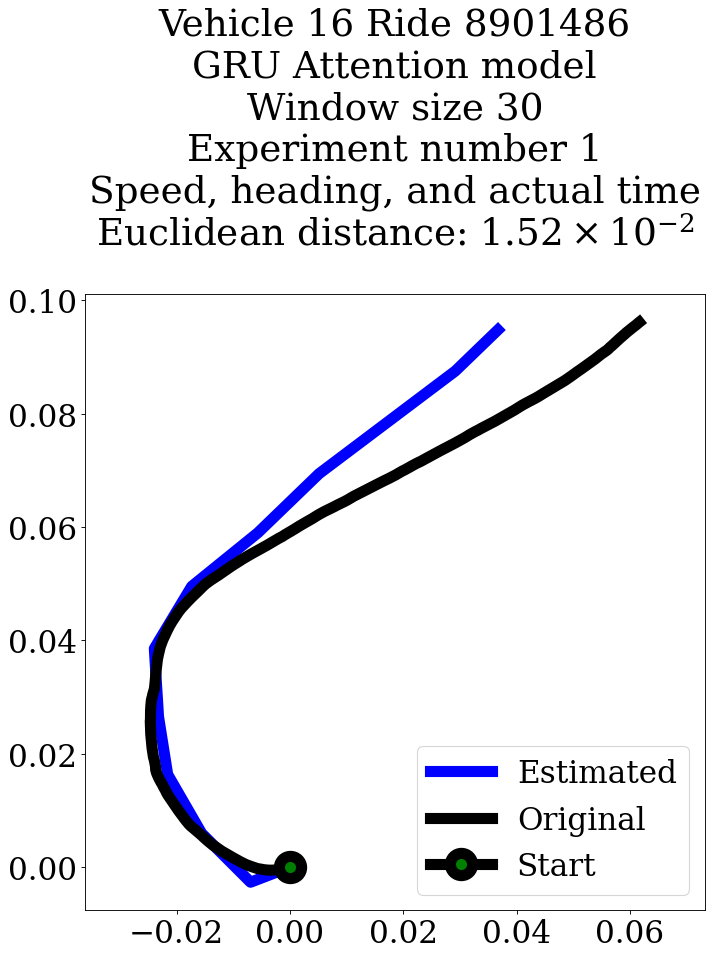 Vehicle 16 Ride 8901486
GRU Attention model
Window size 30
Experiment number 1
Speed, heading, and actual time
Euclidean distance: 1.52 × 10⁻²
0.10
0.08
0.06
0.04
0.02
0.00
Estimated
Original
Start
−0.02 0.00 0.02 0.04 0.06